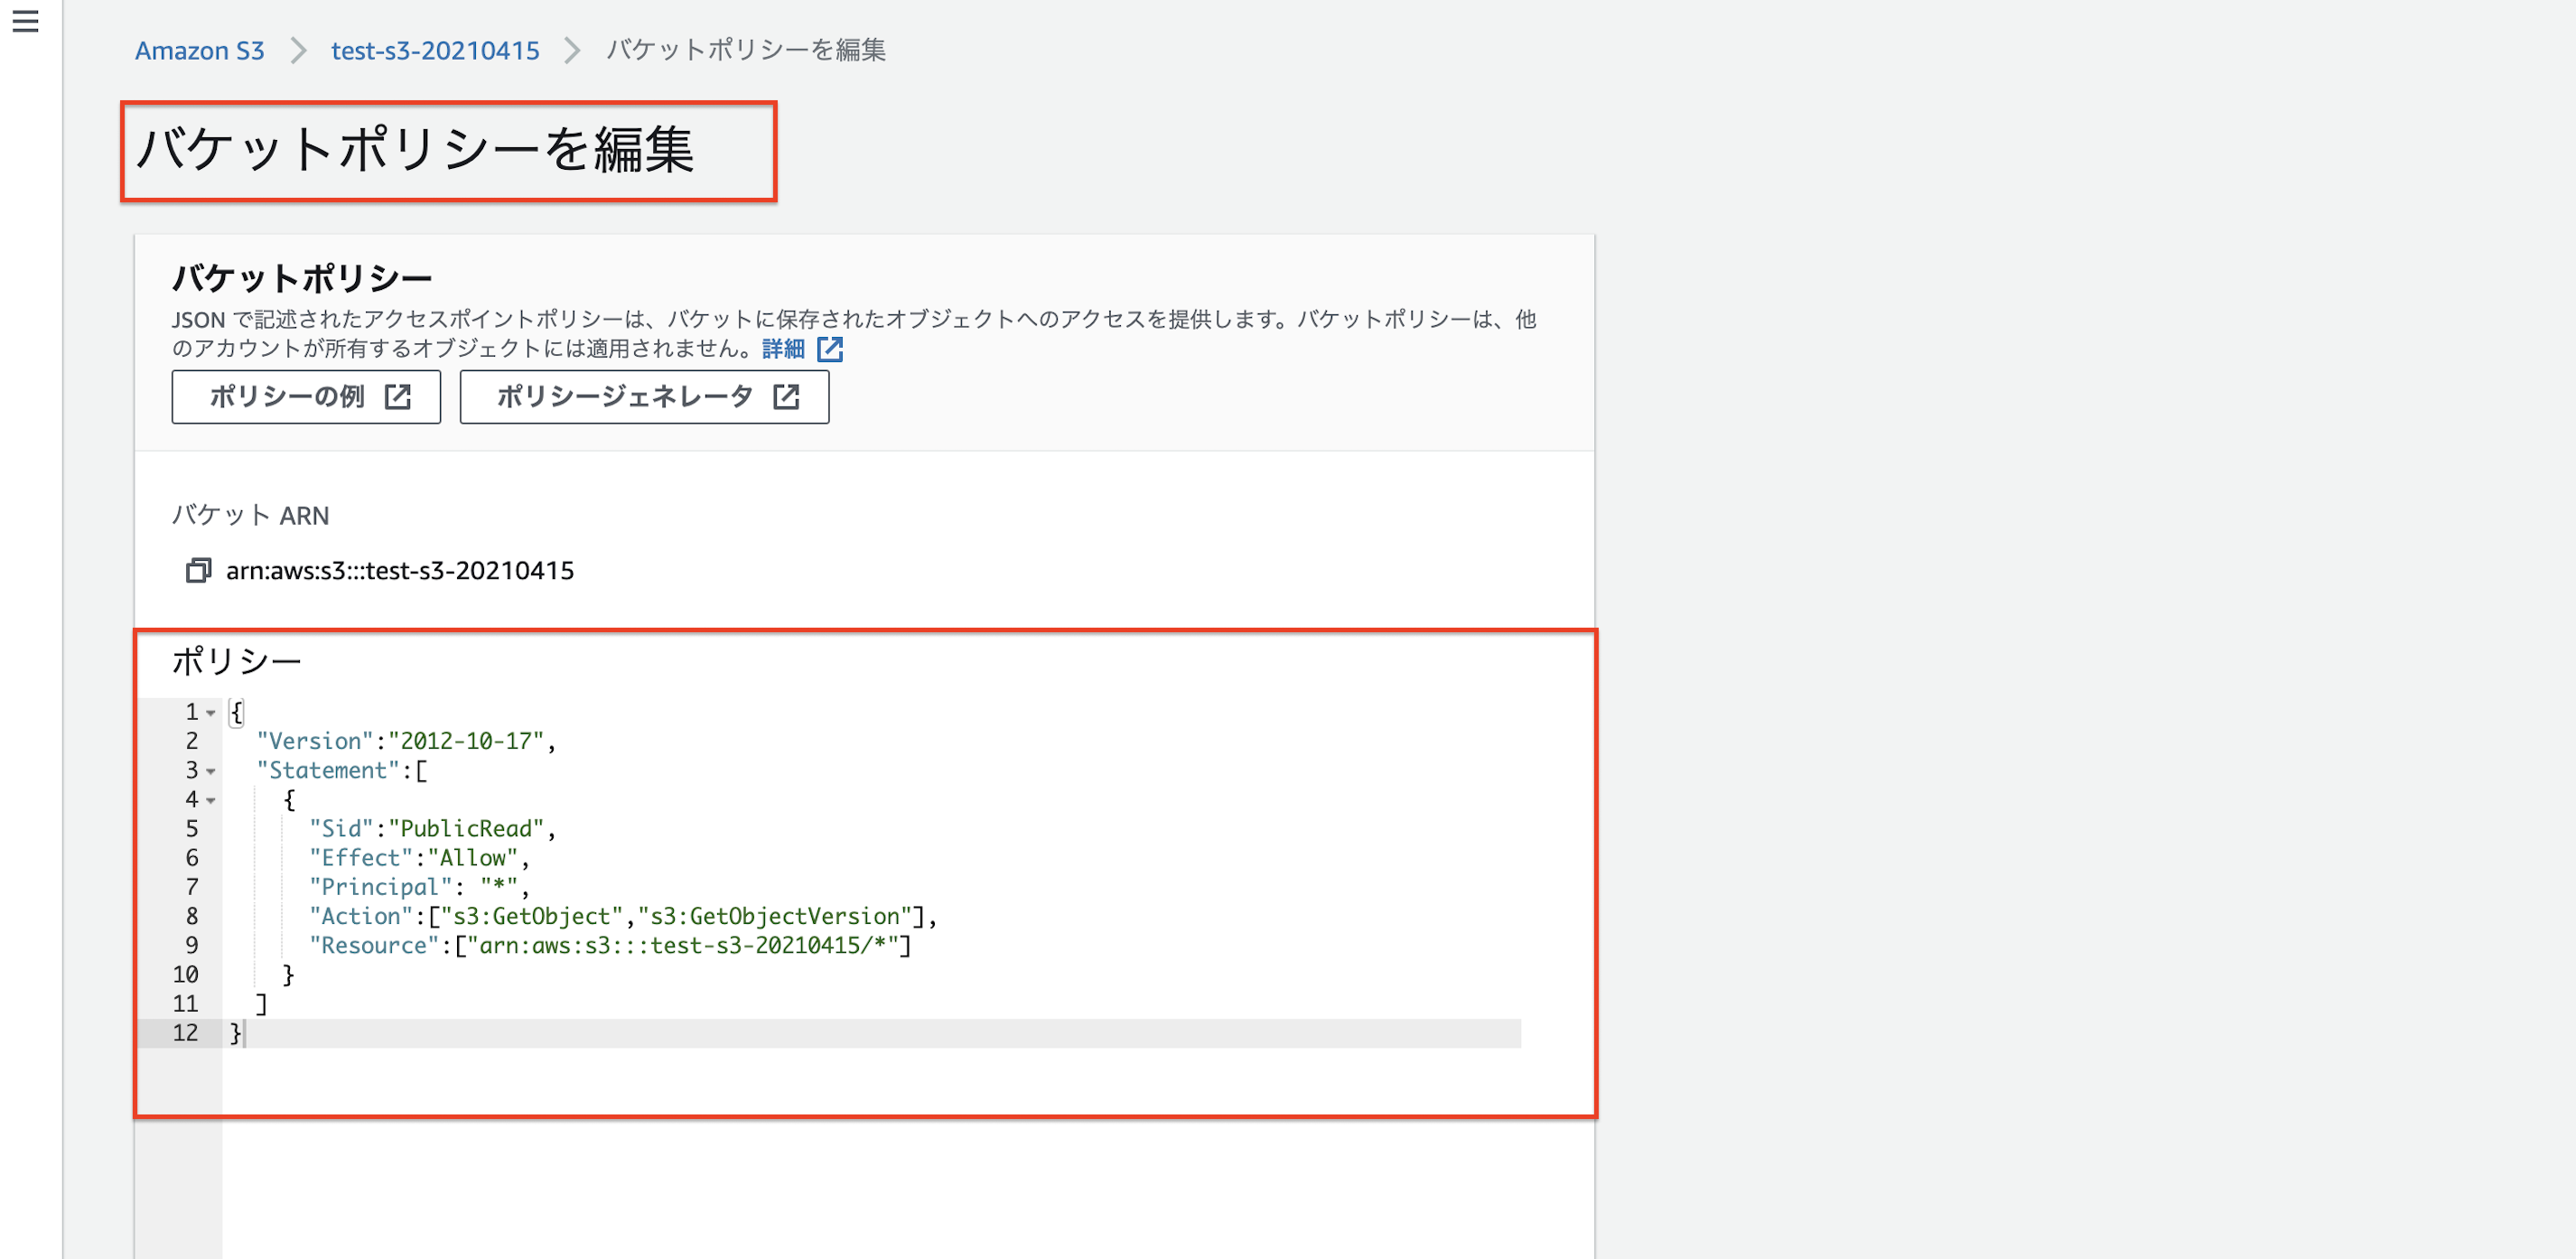 Amazon S3 > test-s3-20210415 > バケットポリシーを編集
バケットポリシーを編集
バケットポリシー
JSON で記述されたアクセスポイントポリシーは、バケットに保存されたオブジェクトへのアクセスを提供します。バケットポリシーは、他
のアカウントが所有するオブジェクトには適用されません。詳細
ポリシーの例 ポリシージェネレータ
バケット ARN
arn:aws:s3:::test-s3-20210415
ポリシー
1 {
2 "Version":"2012-10-17",
3 "Statement":[
4 {
5 "Sid":"PublicRead",
6 "Effect":"Allow",
7 "Principal": "*",
8 "Action":["s3:GetObject","s3:GetObjectVersion"],
9 "Resource":["arn:aws:s3:::test-s3-20210415/*"]
10 }
11 ]
12 }